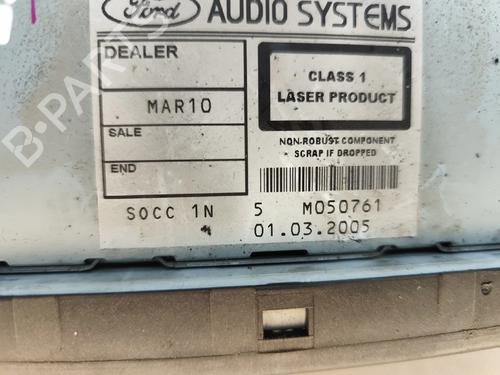 Ford AUDIO SYSTEMS
DEALER
MAR10
SALE
END
CLASS 1
LASER PRODUCT
NON-ROBUST COMPONENT
SCRAP IF DROPPED
SOCC 1N 5 M050761
01.03.2005
B-PARTS